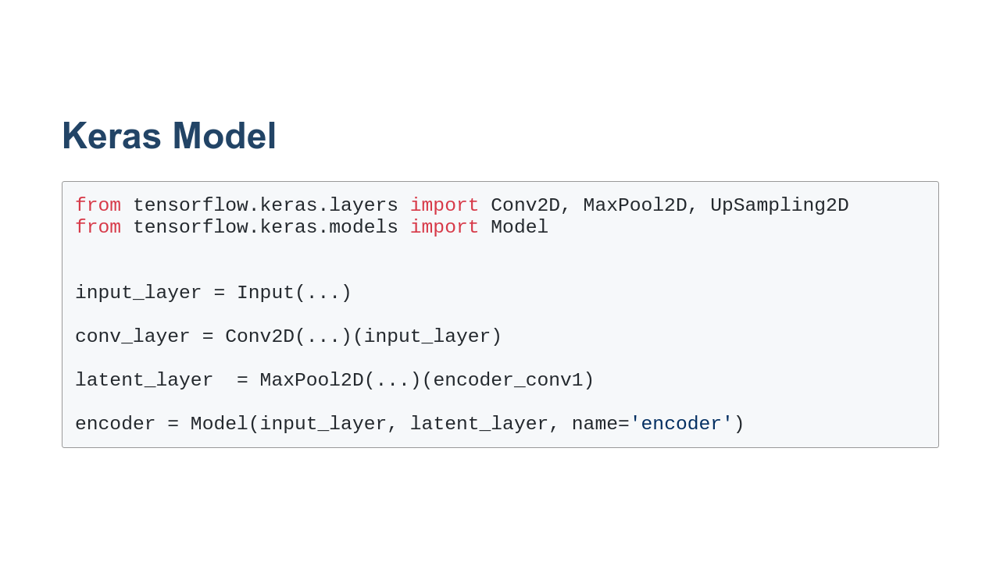 Keras Model
from tensorflow.keras.layers import Conv2D, MaxPool2D, UpSampling2D
from tensorflow.keras.models import Model
input_layer = Input(...)
conv_layer = Conv2D(...)(input_layer)
latent_layer  = MaxPool2D(...)(encoder_conv1)
encoder = Model(input_layer, latent_layer, name='encoder')